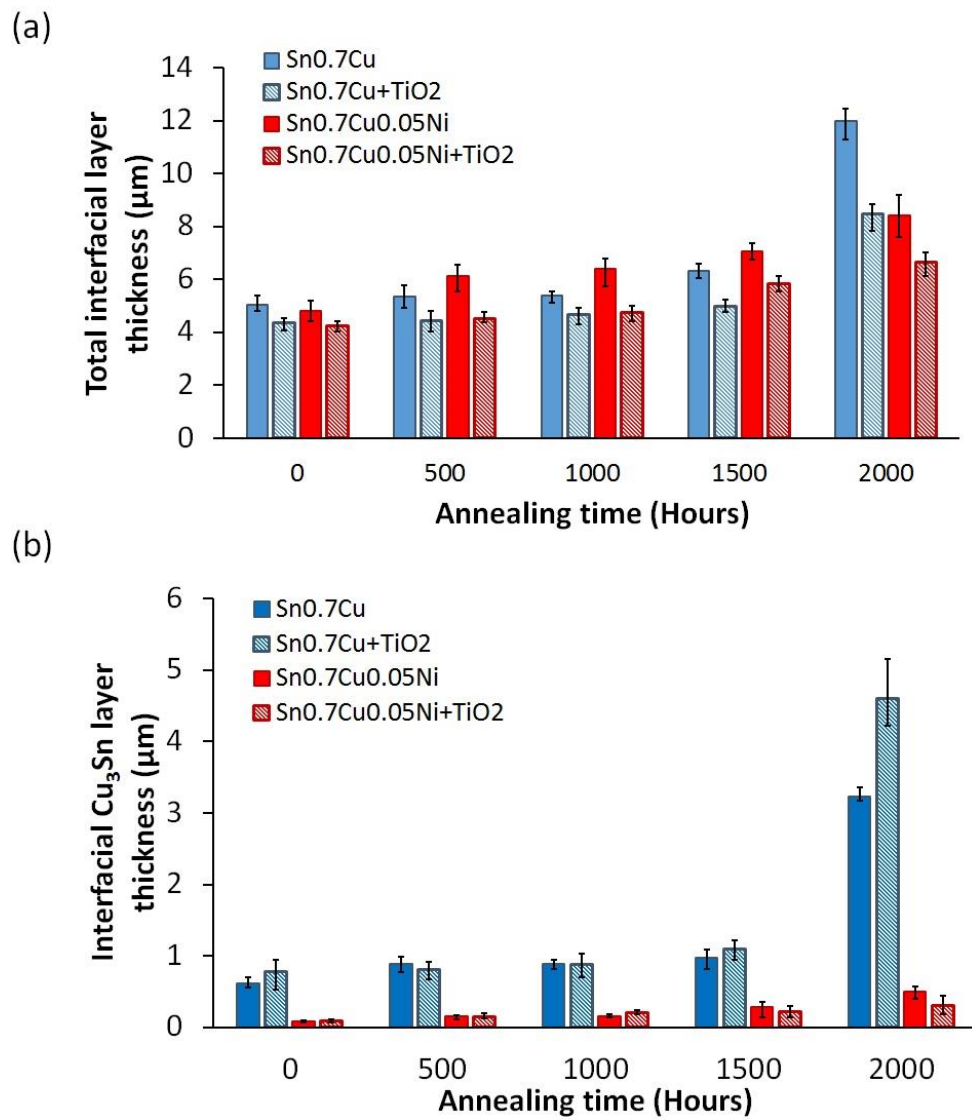 (a)
Sn0.7Cu
Sn0.7Cu+TiO2
Sn0.7Cu0.05Ni
Sn0.7Cu0.05Ni+TiO2
Total interfacial layer
thickness (µm)
14
12
10
8
6
4
2
0
0 500 1000 1500 2000
Annealing time (Hours)
(b)
Sn0.7Cu
Sn0.7Cu+TiO2
Sn0.7Cu0.05Ni
Sn0.7Cu0.05Ni+TiO2
Interfacial Cu₃Sn layer
thickness (µm)
6
5
4
3
2
1
0
0 500 1000 1500 2000
Annealing time (Hours)